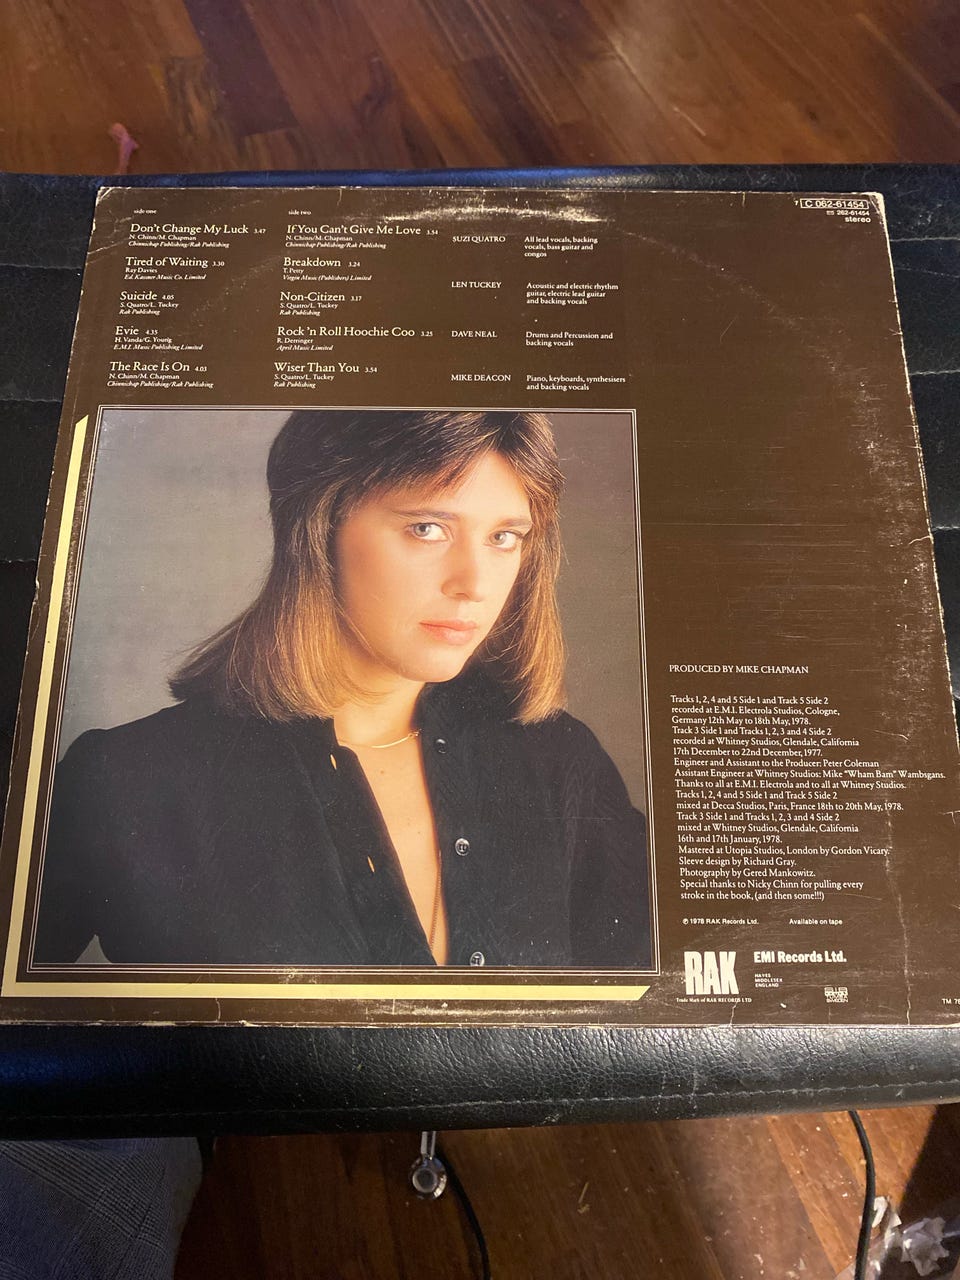 side one
Don't Change My Luck 3.47
N. Chinn/M. Chapman
Chinnichap Publishing/Rak Publishing
Tired of Waiting 3.30
Ray Davies
Ed. Kassner Music Co. Limited
Suicide 4.05
S. Quatro/L. Tuckey
Rak Publishing
Evie 4.35
H. Vanda/G. Young
E.M.I. Music Publishing Limited
The Race Is On 4.03
N. Chinn/M. Chapman
Chinnichap Publishing/Rak Publishing
side two
If You Can't Give Me Love 3.54
N. Chinn/M. Chapman
Chinnichap Publishing/Rak Publishing
Breakdown 3.24
T. Petty
Virgin Music (Publishers) Limited
Non-Citizen 3.17
S. Quatro/L. Tuckey
Rak Publishing
Rock 'n Roll Hoochie Coo 3.25
R. Derringer
April Music Limited
Wiser Than You 3.54
S. Quatro/L. Tuckey
Rak Publishing
SUZI QUATRO
All lead vocals, backing
vocals, bass guitar and
congos
LEN TUCKEY
Acoustic and electric rhythm
guitar, electric lead guitar
and backing vocals
DAVE NEAL
Drums and Percussion and
backing vocals
MIKE DEACON
Piano, keyboards, synthesisers
and backing vocals
7 1C 062-61454
ES 262-61454
stereo
PRODUCED BY MIKE CHAPMAN
Tracks 1, 2, 4 and 5 Side 1 and Track 5 Side 2
recorded at E.M.I. Electrola Studios, Cologne,
Germany 12th May to 18th May, 1978.
Track 3 Side 1 and Tracks 1, 2, 3 and 4 Side 2
recorded at Whitney Studios, Glendale, California
17th December to 22nd December, 1977.
Engineer and Assistant to the Producer: Peter Coleman
Assistant Engineer at Whitney Studios: Mike "Wham Bam" Wambsgans.
Thanks to all at E.M.I. Electrola and to all at Whitney Studios.
Tracks 1, 2, 4 and 5 Side 1 and Track 5 Side 2
mixed at Decca Studios, Paris, France 18th to 20th May, 1978.
Track 3 Side 1 and Tracks 1, 2, 3 and 4 Side 2
mixed at Whitney Studios, Glendale, California
16th and 17th January, 1978.
Mastered at Utopia Studios, London by Gordon Vicary.
Sleeve design by Richard Gray.
Photography by Gered Mankowitz.
Special thanks to Nicky Chinn for pulling every
stroke in the book, (and then some!!!)
℗ 1978 RAK Records Ltd.
Available on tape
RAK
Trade Mark of RAK RECORDS LTD
EMI Records Ltd.
HAYES
MIDDLESEX
ENGLAND
TM 78